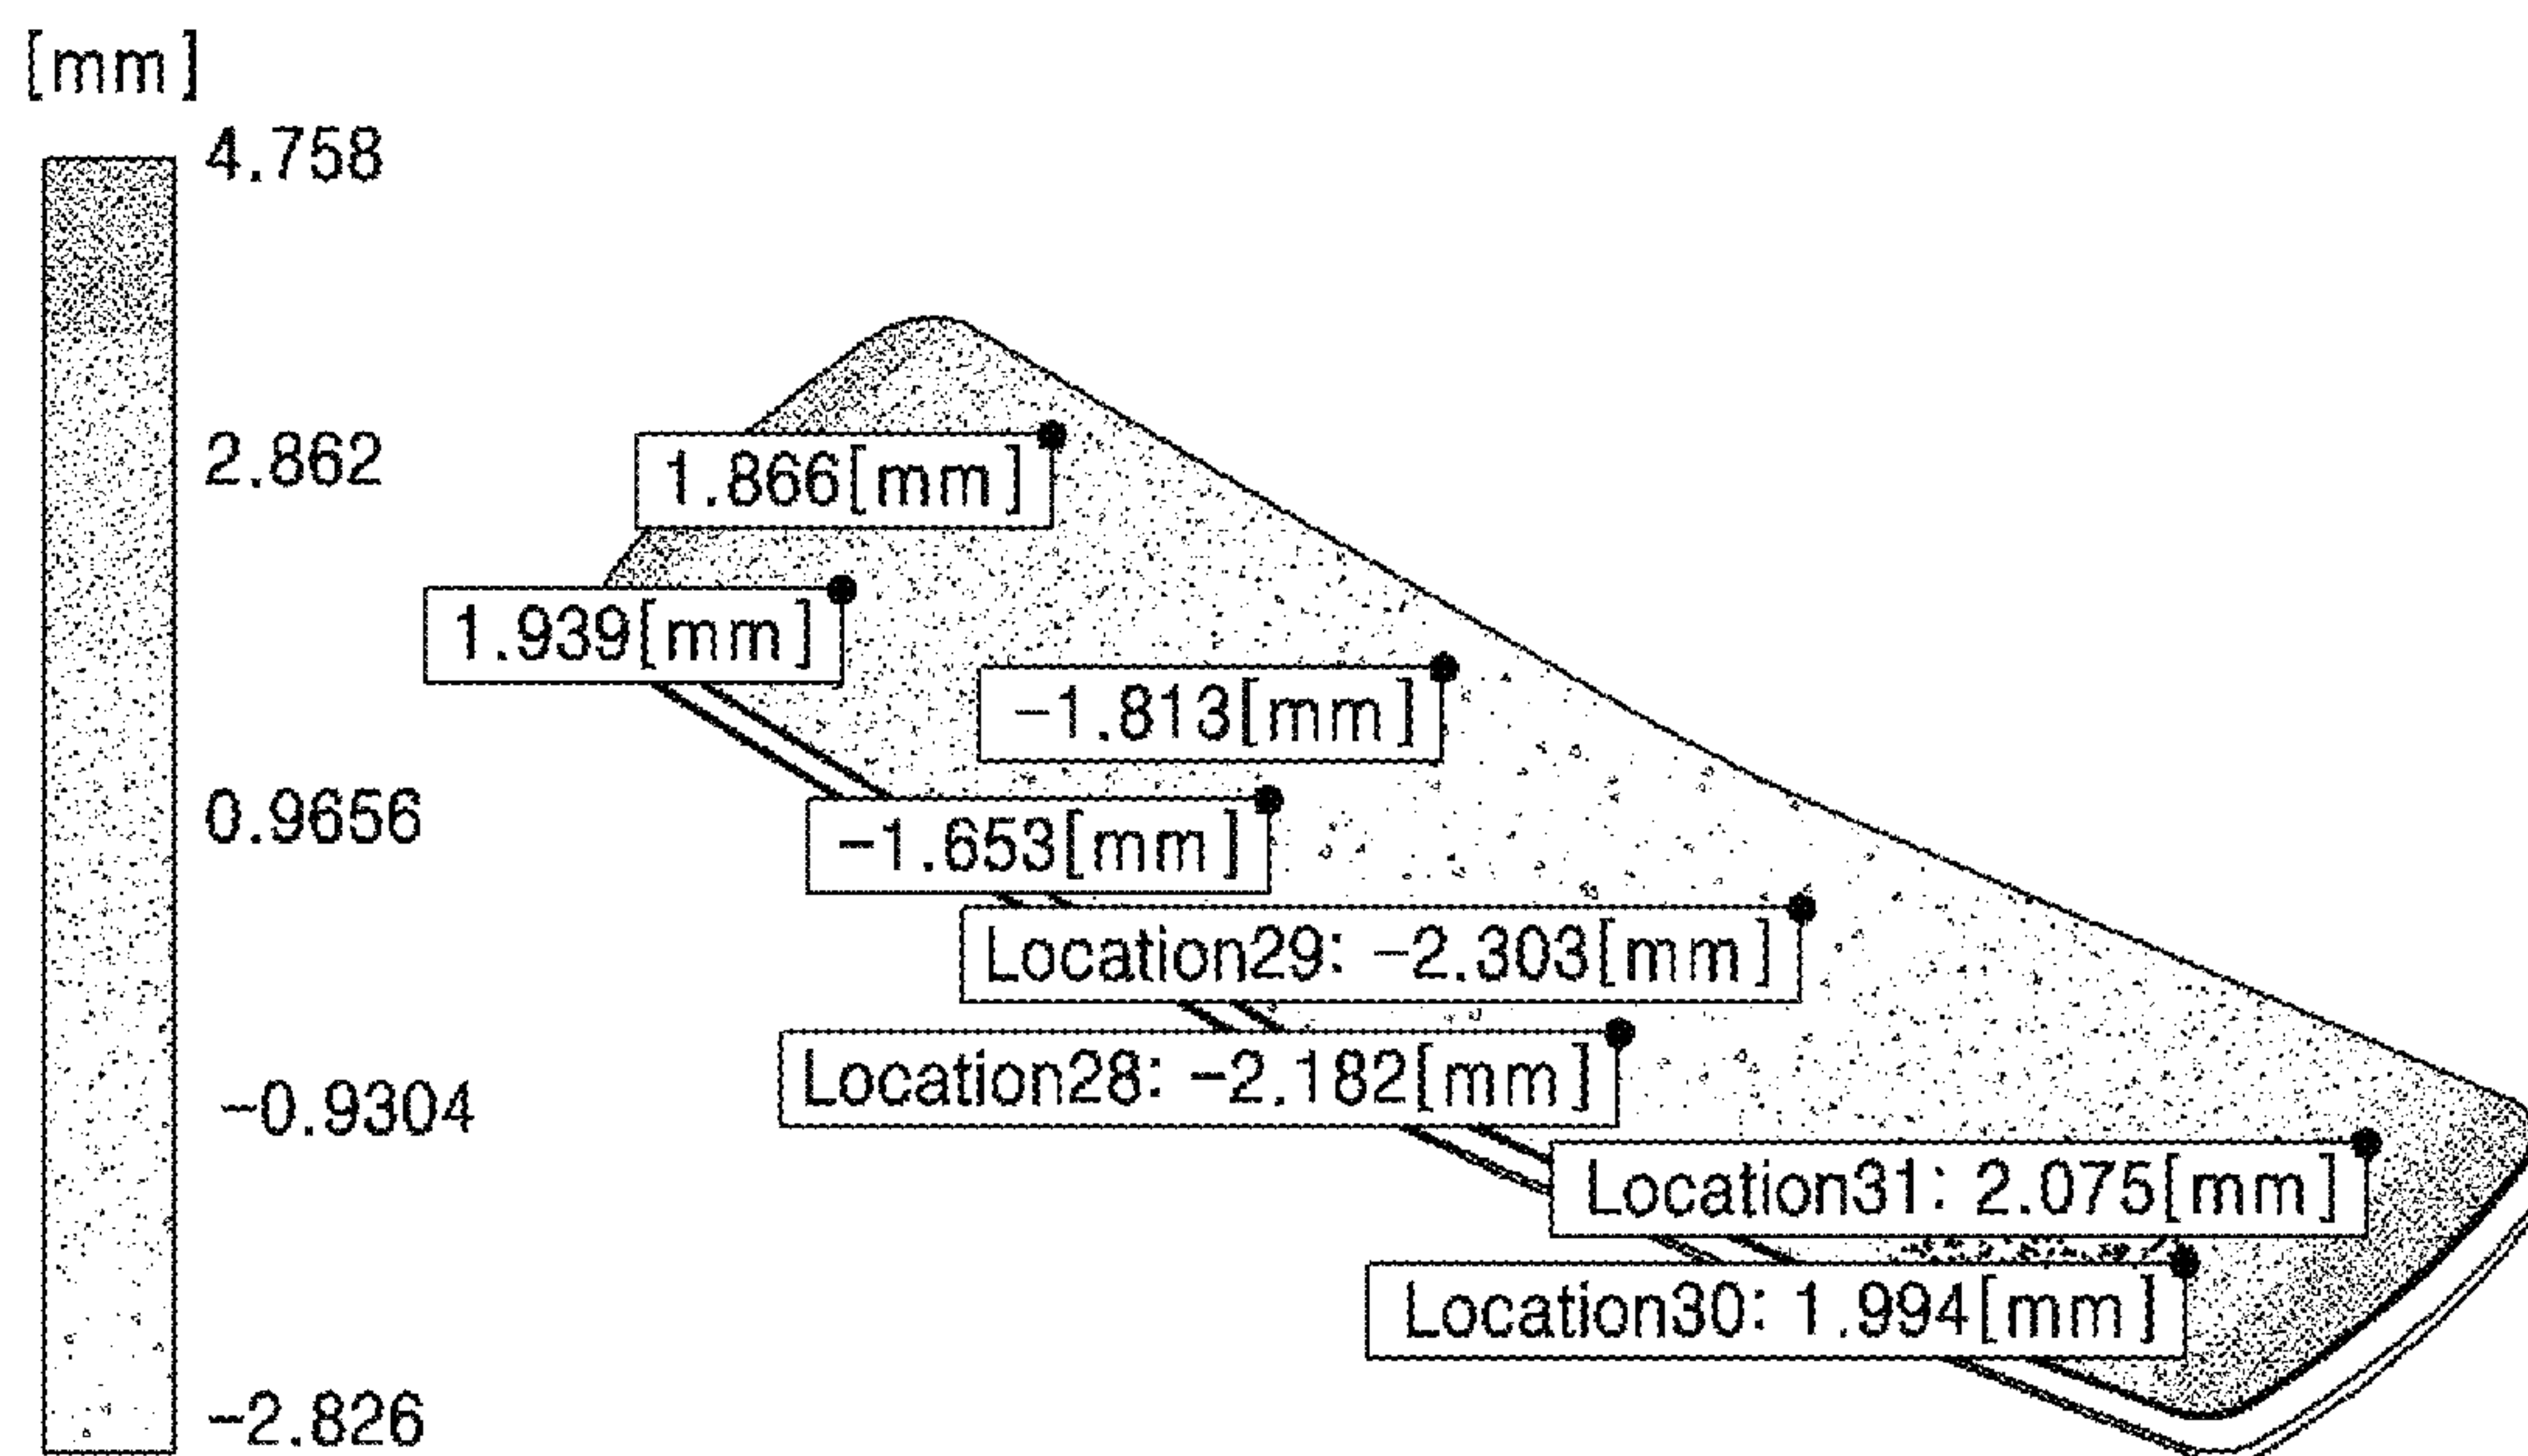 [mm]
4.758
2.862
0.9656
-0.9304
-2.826
1.866[mm]
1.939[mm]
-1.813[mm]
-1.653[mm]
Location29: -2.303[mm]
Location28: -2.182[mm]
Location31: 2.075[mm]
Location30: 1.994[mm]